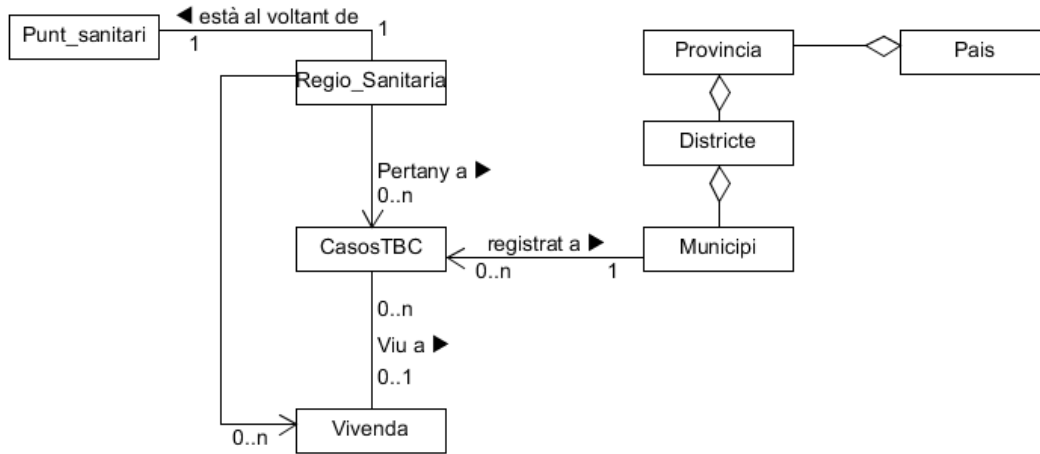 ◀ està al voltant de
Punt_sanitari
1
1
Regio_Sanitaria
Provincia
Pais
Districte
Pertany a ▶
0..n
CasosTBC
registrat a ▶
0..n
1
Municipi
0..n
Viu a ▶
0..1
Vivenda
0..n